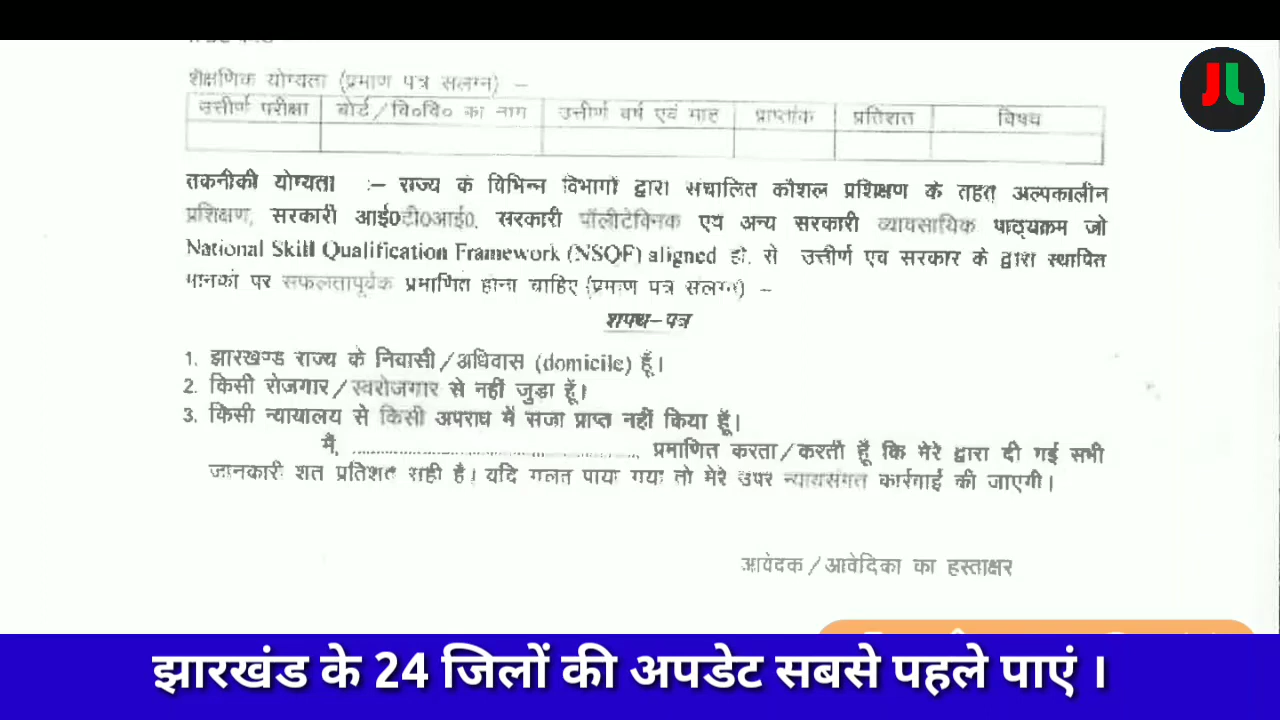 JL
शैक्षणिक योग्यता (प्रमाण पत्र सलग्न) –
उत्तीर्ण परीक्षा बोर्ड/वि०वि० का नाम उत्तीर्ण वर्ष एवं माह प्राप्तांक प्रतिशत विषय
तकनीकी योग्यता :– राज्य के विभिन्न विभागों द्वारा संचालित कौशल प्रशिक्षण के तहत अल्पकालीन
प्रशिक्षण, सरकारी आई0टी0आई0, सरकारी पॉलीटेक्निक एव अन्य सरकारी व्यावसायिक पाठ्यक्रम जो
National Skill Qualification Framework (NSQF) aligned हो, से उत्तीर्ण एव सरकार के द्वारा स्थापित
मानकों पर सफलतापूर्वक प्रमाणित होना चाहिए (प्रमाण पत्र संलग्न) –
शपथ–पत्र
1. झारखण्ड राज्य के निवासी/अधिवास (domicile) हूँ।
2. किसी रोजगार/स्वरोजगार से नहीं जुडा हूँ।
3. किसी न्यायालय से किसी अपराध में सजा प्राप्त नहीं किया हूँ।
मैं, ........................................ प्रमाणित करता/करती हूँ कि मेरे द्वारा दी गई सभी
जानकारी शत प्रतिशत सही है। यदि गलत पाया गया तो मेरे उपर न्यायसंगत कार्रवाई की जाएगी।
आवेदक/आवेदिका का हस्ताक्षर
झारखंड के 24 जिलों की अपडेट सबसे पहले पाएं ।